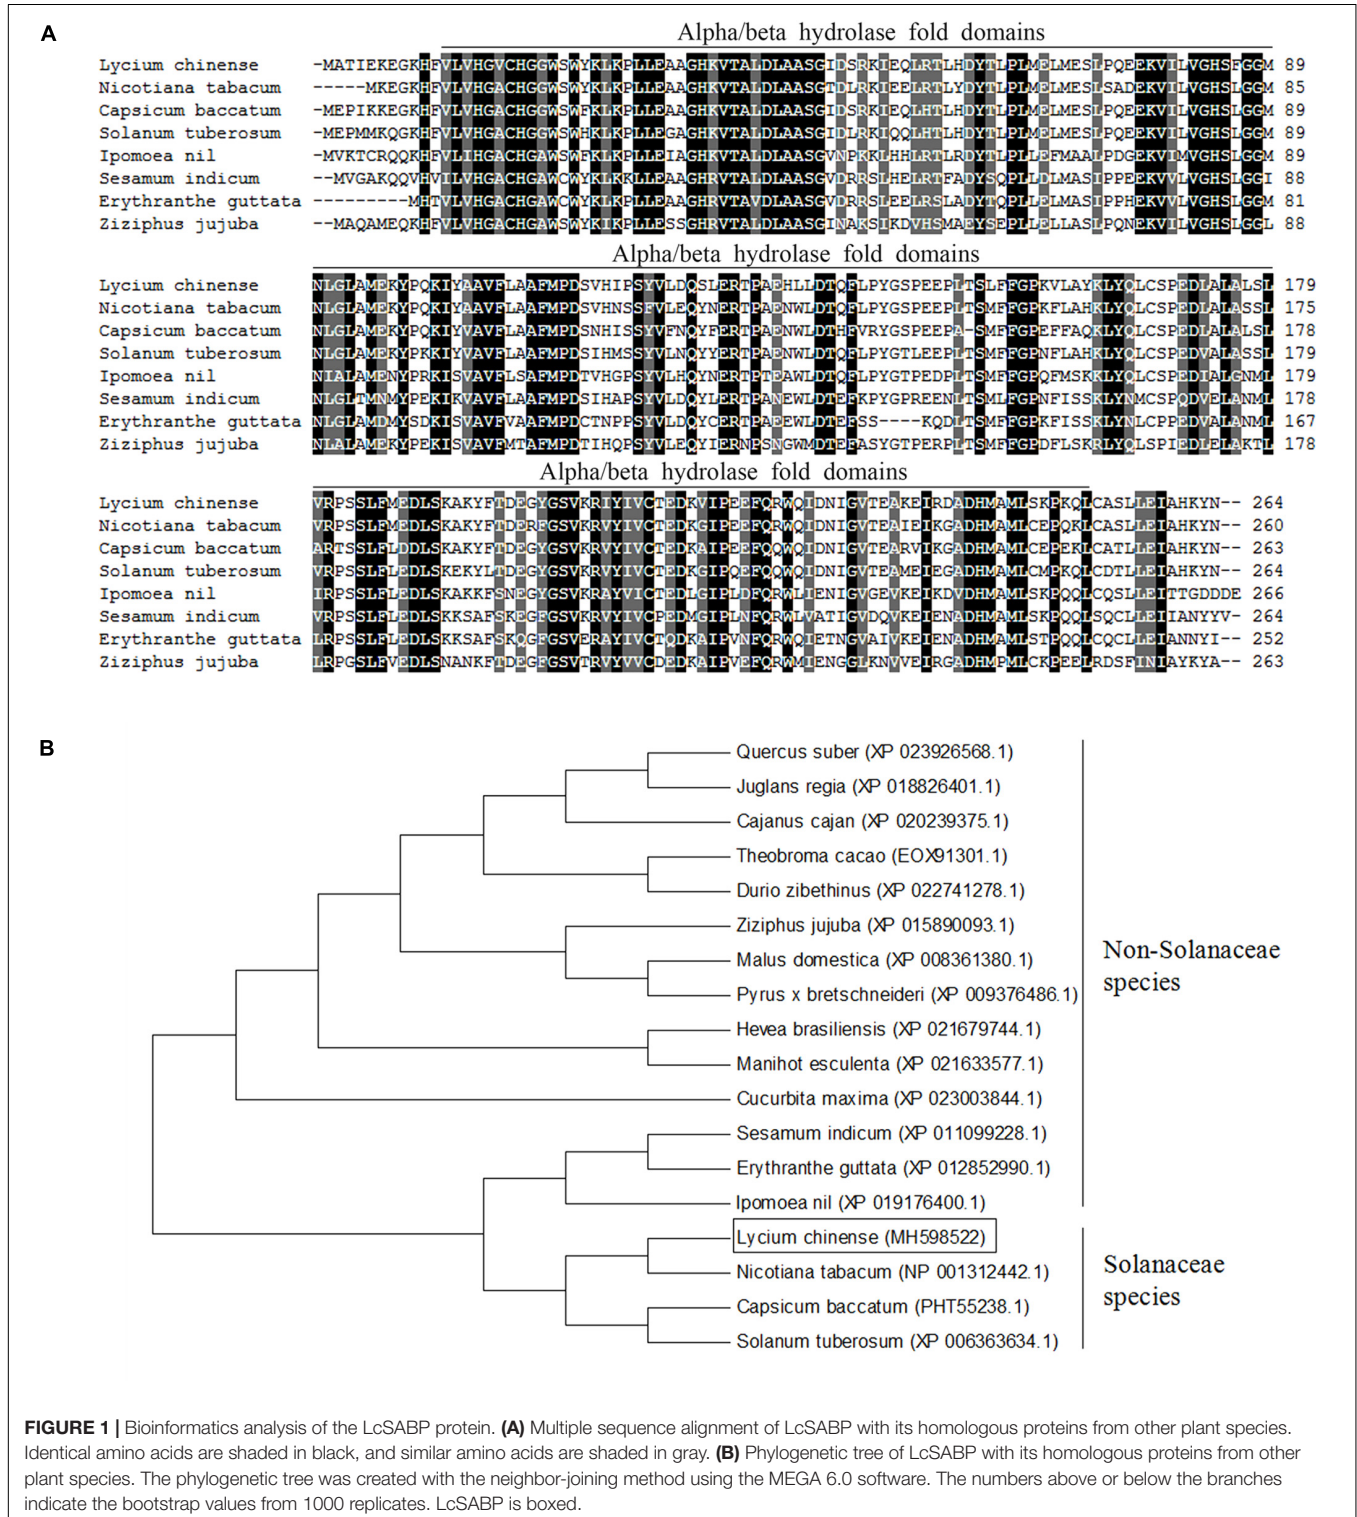 A
Alpha/beta hydrolase fold domains
Lycium chinense -MATIEKEGKHFVLVHGVCHGGWSWYKLKPLLEAAGHKVTALDLAASGIDSRKIEQLRTLHDYTLPLMELMESLPQEEKVILVGHSFGGM 89
Nicotiana tabacum -----MKEGKHFVLVHGACHGGWSWYKLKPLLEAAGHKVTALDLAASGTDLRKIEELRTLYDYTLPLMELMESLSADEKVILVGHSLGGM 85
Capsicum baccatum -MEPIKKEGKHFVLVHGACHGGWSWFKLKPLLEAAGHKVTALDLAASGIDLRKIEQLHTLHDYTLPLMELMESLPQEEKVILVGHSLGGM 89
Solanum tuberosum -MEPMMKQGKHFVLVHGACHGGWSWHKLKPLLEGAGHKVTALDLAASGIDLRKIQQLHTLHDYTLPLMELMESLPQEEKVILVGHSLGGM 89
Ipomoea nil -MVKTCRQQKHFVLIHGACHGAWSWFKLKPLLEIAGHKVTALDLAASGVNPKKLHHLRTLRDYTLPLLEFMAALPDGEKVIMVGHSLGGM 89
Sesamum indicum --MVGAKQQVHVILVHGACHGAWCWYKLKKLLEAAGHRVTALDLAASGVDRRSLHELRTFADYSQPLLDLMASIPPEEKVVLVGHSLGGI 88
Erythranthe guttata ---------MHTVLVHGACHGAWCWYKLKPLLEAAGHRVTAVDLAASGVDRRSLEELRSLADYTQPLLELMASIPPHEKVVLVGHSLGGM 81
Ziziphus jujuba --MAQAMEQKHFVLVHGACHGAWSWYKIKPLLESSGHRVTALDLAASGINAKSIKDVHSMAEYSEPLLELLASLPQNEKVILVGHSLGGL 88
Alpha/beta hydrolase fold domains
Lycium chinense NLGLAMEKYPQKIYAAVFLAAFMPDSVHIPSYVLDQSLERTPAEHLLDTQFLPYGSPEEPLTSLFFGPKVLAYKLYQLCSPEDLALALSL 179
Nicotiana tabacum NLGLAMEKYPQKIYAAVFLAAFMPDSVHNSSFVLEQYNERTPAENWLDTQFLPYGSPEEPLTSMFFGPKFLAHKLYQLCSPEDLALASSL 175
Capsicum baccatum NLGLAMEKYPQKIYVAVFLAAFMPDSNHISSYVFNQYFERTPAENWLDTHFVRYGSPEEPA-SMFFGPEFFAQKLYQLCSPEDLALALSL 178
Solanum tuberosum NLGLAMEKYPKKIYVAVFLAAFMPDSIHMSSYVLNQYYERTPAENWLDTQFLPYGTLEEPLTSMFFGPNFLAHKLYQLCSPEDVALASSL 179
Ipomoea nil NIALAMENYPRKISVAVFLSAFMPDTVHGPSYVLHQYNERTPTEAWLDTQFLPYGTPEDPLTSMFFGPQFMSKKLYQLCSPEDIALGNML 179
Sesamum indicum NLGLTMNMYPEKIKVAVFLAAFMPDSIHAPSYVLDQYLERTPANEWLDTEFKPYGPREENLTSMLFGPNFISSKLYNMCSPQDVELANML 178
Erythranthe guttata NLGLAMDMYSDKISVAVFVAAFMPDCTNPPSYVLDQYCERTPAEEWLDTEFSS----KQDLTSMFFGPKFISSKLYQLCPPEDVALANML 167
Ziziphus jujuba NLALAMEKYPEKISVAVFMTAFMPDTIHQPSYVLEQYIERNPSNGWMDTEFASYGTPERPLTSMFFGPDFLSKRLYQLSPIEDLELAKTL 178
Alpha/beta hydrolase fold domains
Lycium chinense VRPSSLFMEDLSKAKYFTDEGYGSVKRIYIVCTEDKVIPEEFQRWQIDNIGVTEAKEIRDADHMAMLSKPKQLCASLLEIAHKYN-- 264
Nicotiana tabacum VRPSSLFMEDLSKAKYFTDERFGSVKRVYIVCTEDKGIPEEFQRWQIDNIGVTEAIEIKGADHMAMLCEPQKLCASLLEIAHKYN-- 260
Capsicum baccatum ARTSSLFLDDLSKAKYFTDEGYGSVKRVYIVCTEDKAIPEEFQQWQIDNIGVTEARVIKGADHMAMLCEPEKLCATLLEIAHKYN-- 263
Solanum tuberosum VRPSSLFLEDLSKEKYLTDEGYGSVKRVYIVCTEDKGIPQEFQQWQIDNIGVTEAMEIEGADHMAMLCMPKQLCDTLLEIAHKYN-- 264
Ipomoea nil IRPSSLFLEDLSKAKKFSNEGYGSVKRAYVICTEDLGIPLDFQRWLIENIGVGEVKEIKDVDHMAMLSKPQQLCQSLLEITTGDDDE 266
Sesamum indicum VRPSSLFLEDLSKKSAFSKEGFGSVKRVYIVCPEDMGIPLNFQRWLVATIGVDQVKEIENADHMAMLSKPQQLSQCLLEIIANYYV- 264
Erythranthe guttata LRPSSLFLEDLSKKSAFSKQGFGSVERAYIVCTQDKAIPVNFQRWQIETNGVAIVKEIENADHMAMLSTPQQLCQCLLEIANNYI-- 252
Ziziphus jujuba LRPGSLFVEDLSNANKFTDEGFGSVTRVYVVCDEDKAIPVEFQRWMIENGGLKNVVEIRGADHMPMLCKPEELRDSFINIAYKYA-- 263
B
Quercus suber (XP 023926568.1)
Juglans regia (XP 018826401.1)
Cajanus cajan (XP 020239375.1)
Theobroma cacao (EOX91301.1)
Durio zibethinus (XP 022741278.1)
Ziziphus jujuba (XP 015890093.1)
Malus domestica (XP 008361380.1)
Pyrus x bretschneideri (XP 009376486.1)
Hevea brasiliensis (XP 021679744.1)
Manihot esculenta (XP 021633577.1)
Cucurbita maxima (XP 023003844.1)
Sesamum indicum (XP 011099228.1)
Erythranthe guttata (XP 012852990.1)
Ipomoea nil (XP 019176400.1)
Non-Solanaceae
species
Lycium chinense (MH598522)
Nicotiana tabacum (NP 001312442.1)
Capsicum baccatum (PHT55238.1)
Solanum tuberosum (XP 006363634.1)
Solanaceae
species
FIGURE 1 | Bioinformatics analysis of the LcSABP protein. (A) Multiple sequence alignment of LcSABP with its homologous proteins from other plant species.
Identical amino acids are shaded in black, and similar amino acids are shaded in gray. (B) Phylogenetic tree of LcSABP with its homologous proteins from other
plant species. The phylogenetic tree was created with the neighbor-joining method using the MEGA 6.0 software. The numbers above or below the branches
indicate the bootstrap values from 1000 replicates. LcSABP is boxed.